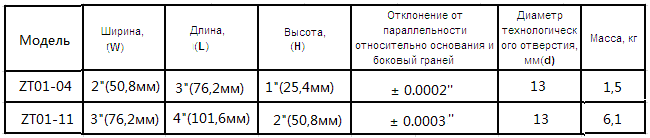 Модель
Ширина,
(W)
Длина,
(L)
Высота,
(H)
Отклонение от
параллельности
относительно основания и
боковый граней
Диаметр
технологическ
ого отверстия,
мм(d)
Масса, кг
ZT01-04 2"(50,8мм) 3"(76,2мм) 1"(25,4мм) ± 0.0002" 13 1,5
ZT01-11 3"(76,2мм) 4"(101,6мм) 2"(50,8мм) ± 0.0003" 13 6,1